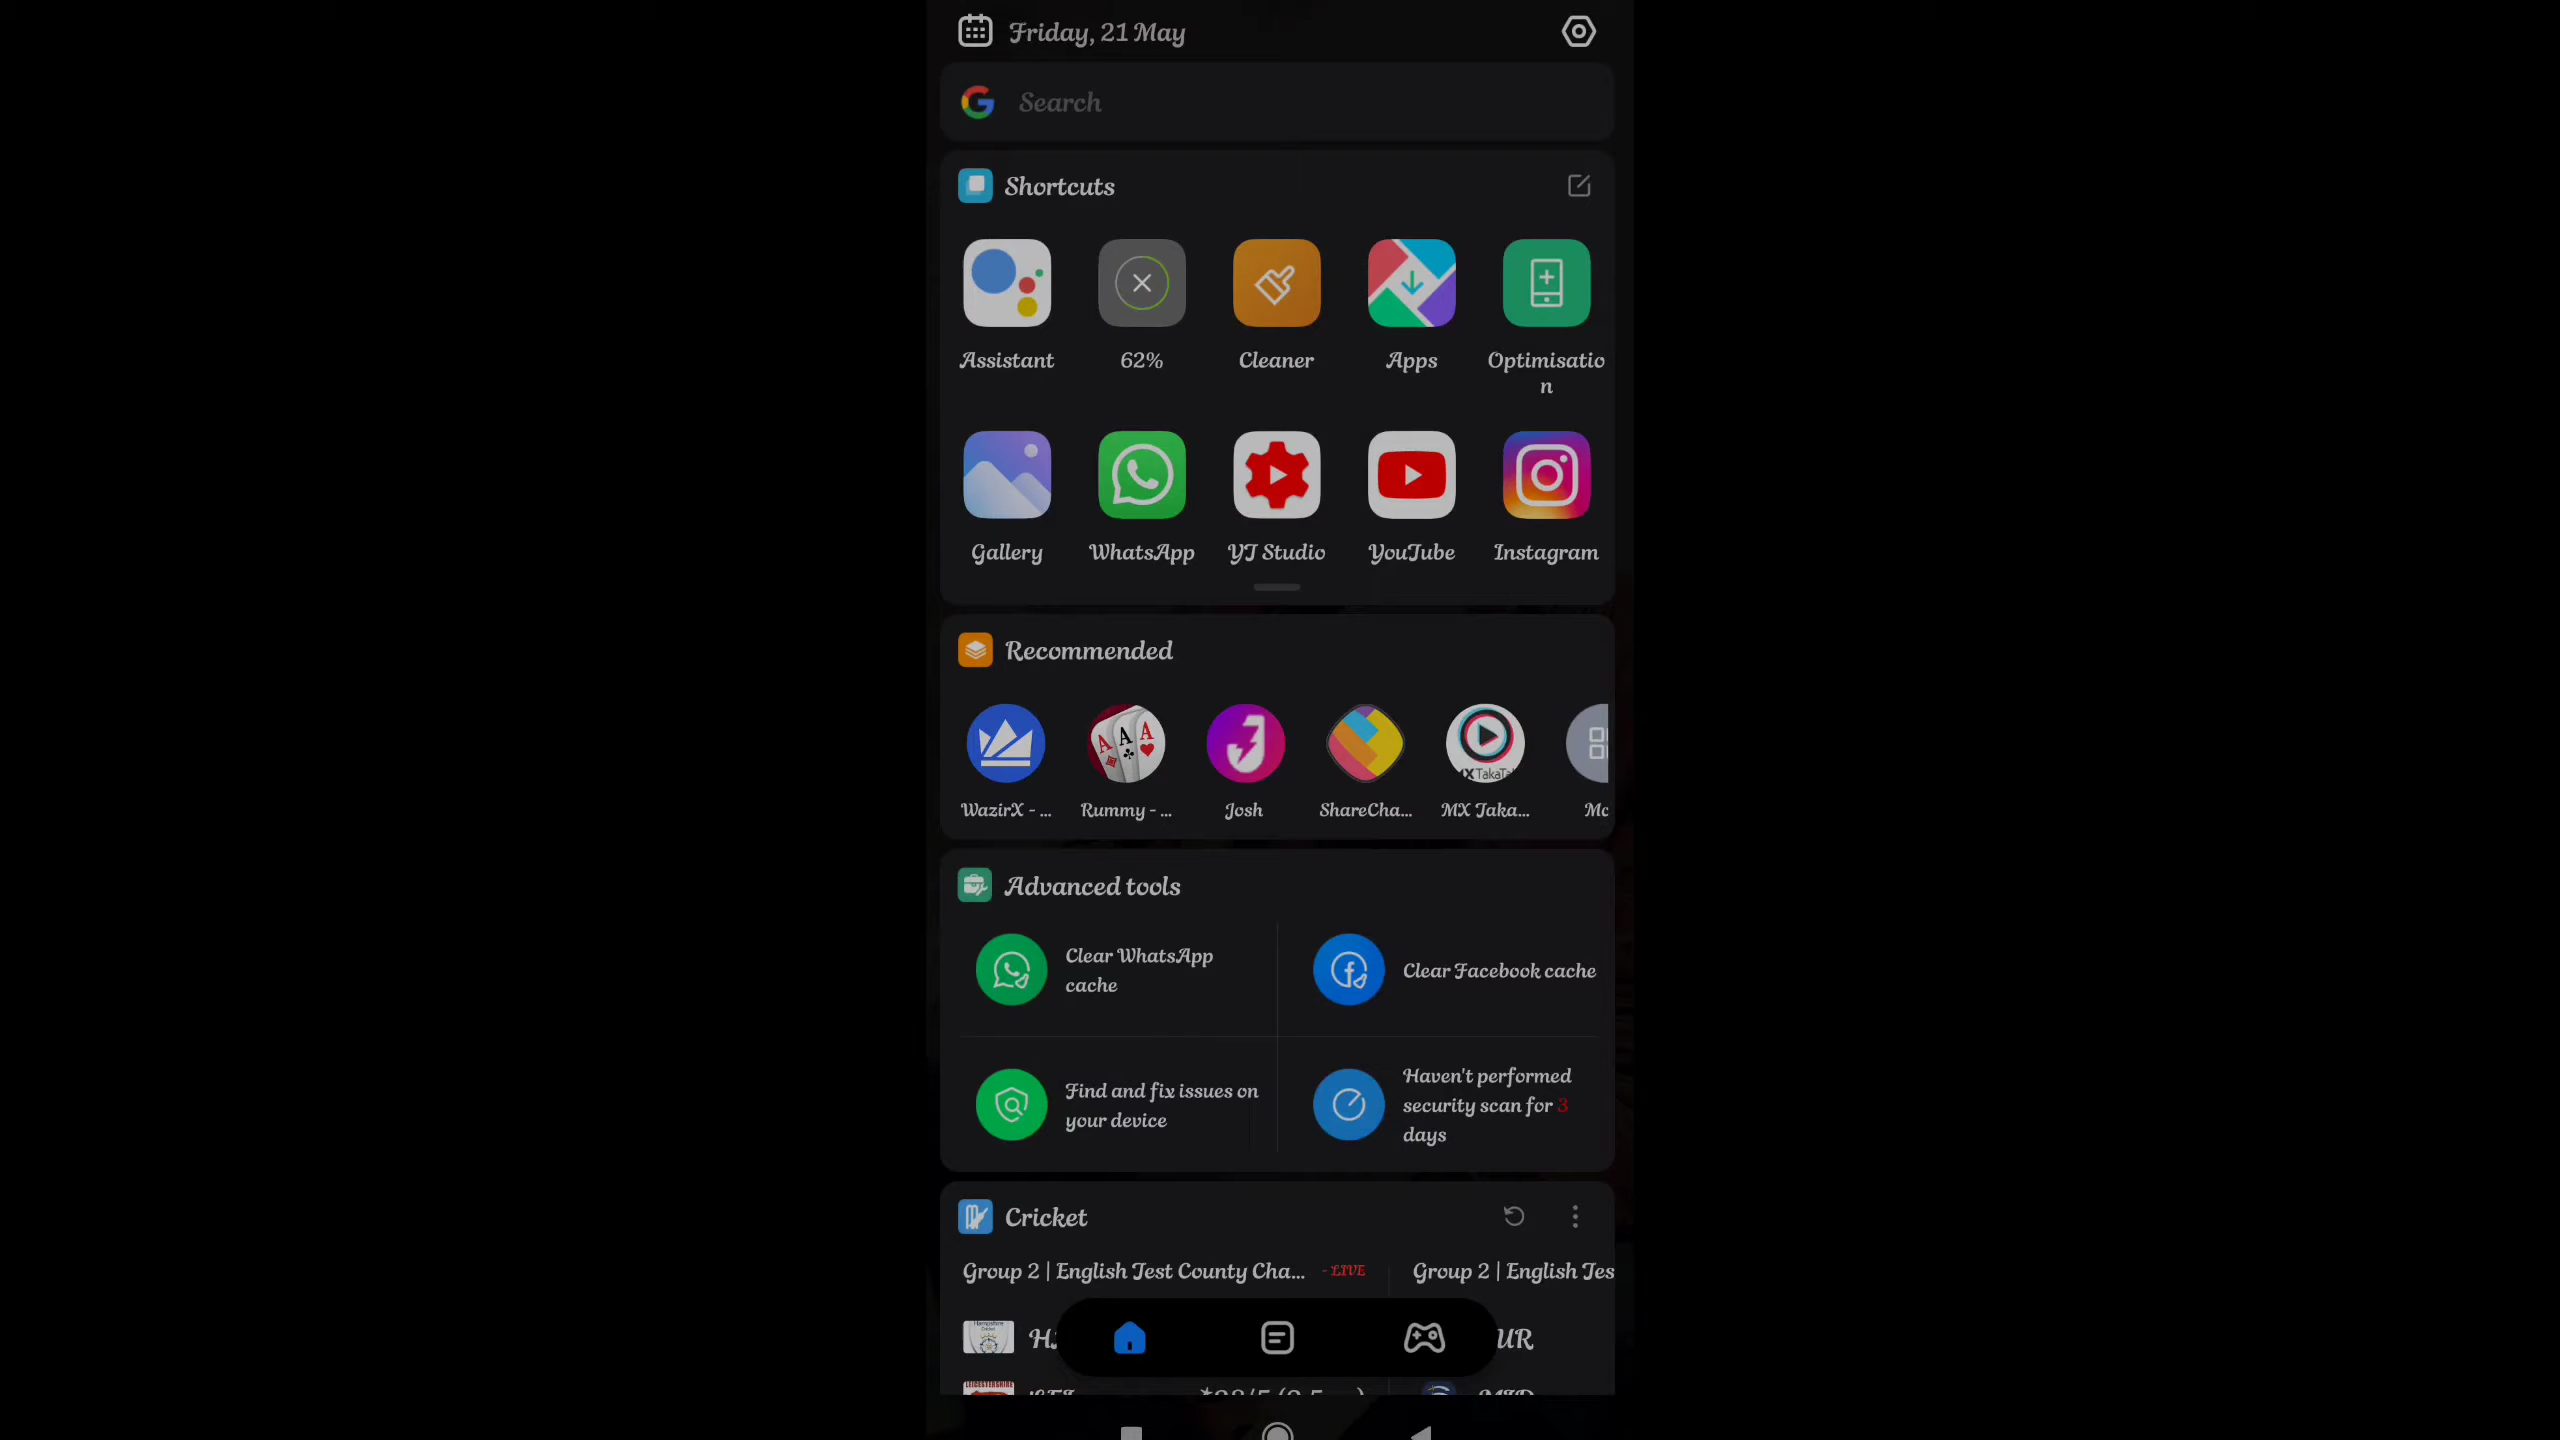 Friday, 21 May
Search
Shortcuts
Assistant
62%
Cleaner
Apps
Optimisatio
n
Gallery
WhatsApp
YT Studio
YouTube
Instagram
Recommended
WazirX - ...
Rummy - ...
Josh
ShareCha...
MX Taka...
Mo
Advanced tools
Clear WhatsApp
cache
Clear Facebook cache
Find and fix issues on
your device
Haven't performed
security scan for 3
days
Cricket
Group 2 | English Test County Cha... - LIVE
Group 2 | English Tes
UR